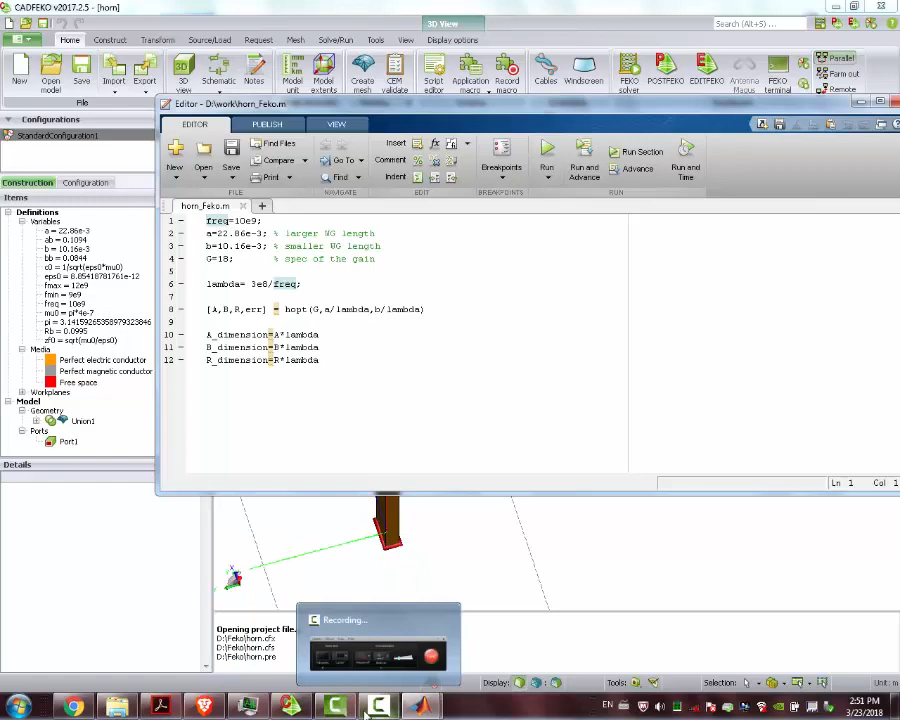 CADFEKO v2017.2.5 - [horn]
3D View
Search (Alt+S) ...
Home Construct Transform Source/Load Request Mesh Solve/Run Tools Display options
New Open model Save Import Export 3D View Schematic Notes Model unit Model extents Create Mesh CEM validate Script editor Application macro Record macro Cables Windscreen FEKO solver POSTFEKO EDITFEKO Antenna Magus FEKO terminal Parallel
Farm out
Remote
File
Editor - D:\work\horn_Feko.m
Configurations
StandardConfiguration1
EDITOR PUBLISH VIEW
New Open Save Find Files Compare Print Go To Find Insert Comment Indent fx Breakpoints Run Run and Advance Run Section Advance Run and Time
FILE NAVIGATE EDIT BREAKPOINTS RUN
Construction Configuration
Items
Definitions
Variables
a = 22.86e-3
ab = 0.1094
b = 10.16e-3
bb = 0.0844
c0 = 1/sqrt(eps0*mu0)
eps0 = 8.85418781761e-12
fmax = 12e9
fmin = 9e9
freq = 10e9
mu0 = pi*4e-7
pi = 3.14159265358979323846
Rb = 0.0995
zf0 = sqrt(mu0/eps0)
Media
Perfect electric conductor
Perfect magnetic conductor
Free space
Workplanes
Model
Geometry
Union1
Ports
Port1
Details
horn_Feko.m
1 freq=10e9;
2 a=22.86e-3; % larger WG length
3 b=10.16e-3; % smaller WG length
4 G=18; % spec of the gain
5
6 lambda= 3e8/freq;
7
8 [A,B,R,err] = hopt(G,a/lambda,b/lambda)
9
10 A_dimension=A*lambda
11 B_dimension=B*lambda
12 R_dimension=R*lambda
Ln 1 Col 1
Opening project file
D:\Feko\horn.cfx
D:\Feko\horn.cfs
D:\Feko\horn.pre
Recording...
Display: Tools: Selection: Unit: m
EN 2:51 PM
3/23/2018